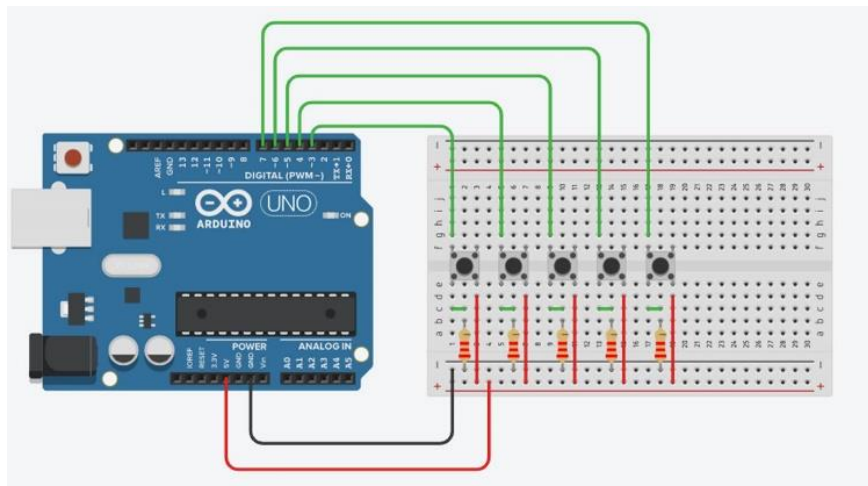 AREF
GND
13
12
~11
~10
~9
8
7
~6
~5
4
~3
2
TX→1
RX←0
DIGITAL (PWM~)
L
TX
RX
ARDUINO
UNO
ON
POWER
ANALOG IN
IOREF
RESET
3.3V
5V
GND
GND
Vin
A0
A1
A2
A3
A4
A5
j
i
h
g
f
e
d
c
b
a